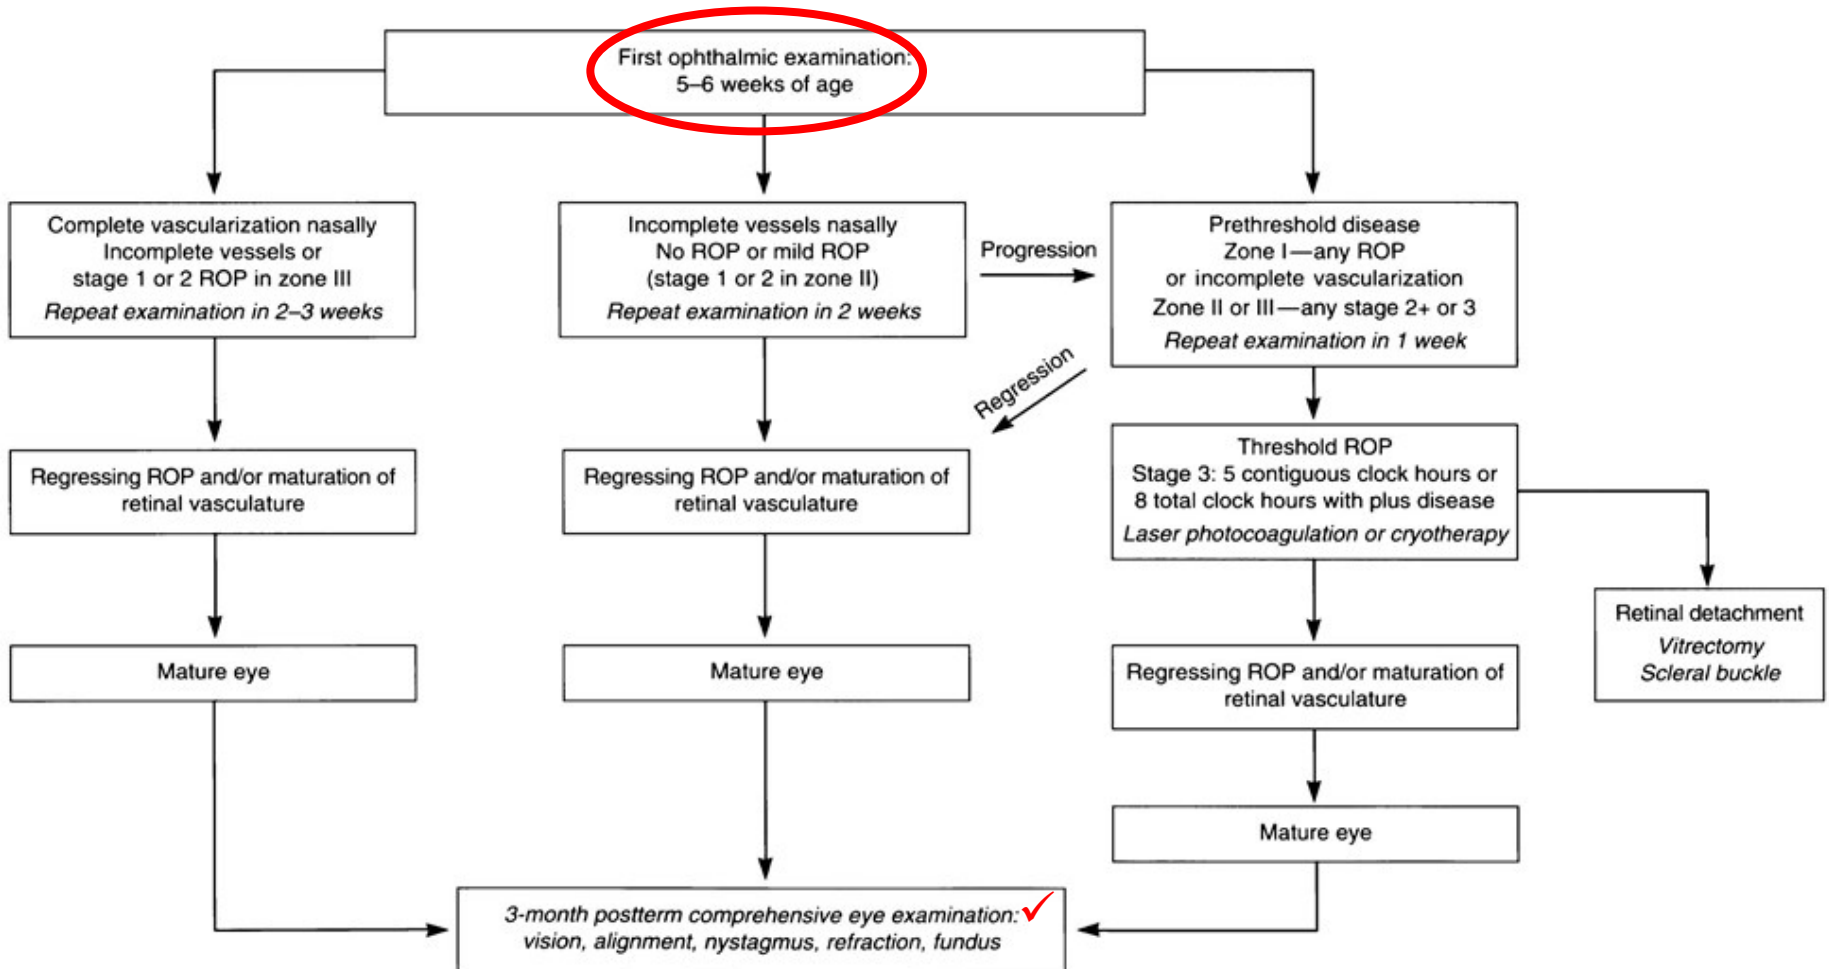 First ophthalmic examination:
5–6 weeks of age
Complete vascularization nasally
Incomplete vessels or
stage 1 or 2 ROP in zone III
Repeat examination in 2–3 weeks
Incomplete vessels nasally
No ROP or mild ROP
(stage 1 or 2 in zone II)
Repeat examination in 2 weeks
Progression
Prethreshold disease
Zone I—any ROP
or incomplete vascularization
Zone II or III—any stage 2+ or 3
Repeat examination in 1 week
Regression
Regressing ROP and/or maturation of
retinal vasculature
Regressing ROP and/or maturation of
retinal vasculature
Threshold ROP
Stage 3: 5 contiguous clock hours or
8 total clock hours with plus disease
Laser photocoagulation or cryotherapy
Retinal detachment
Vitrectomy
Scleral buckle
Mature eye
Mature eye
Regressing ROP and/or maturation of
retinal vasculature
Mature eye
3-month postterm comprehensive eye examination:
vision, alignment, nystagmus, refraction, fundus